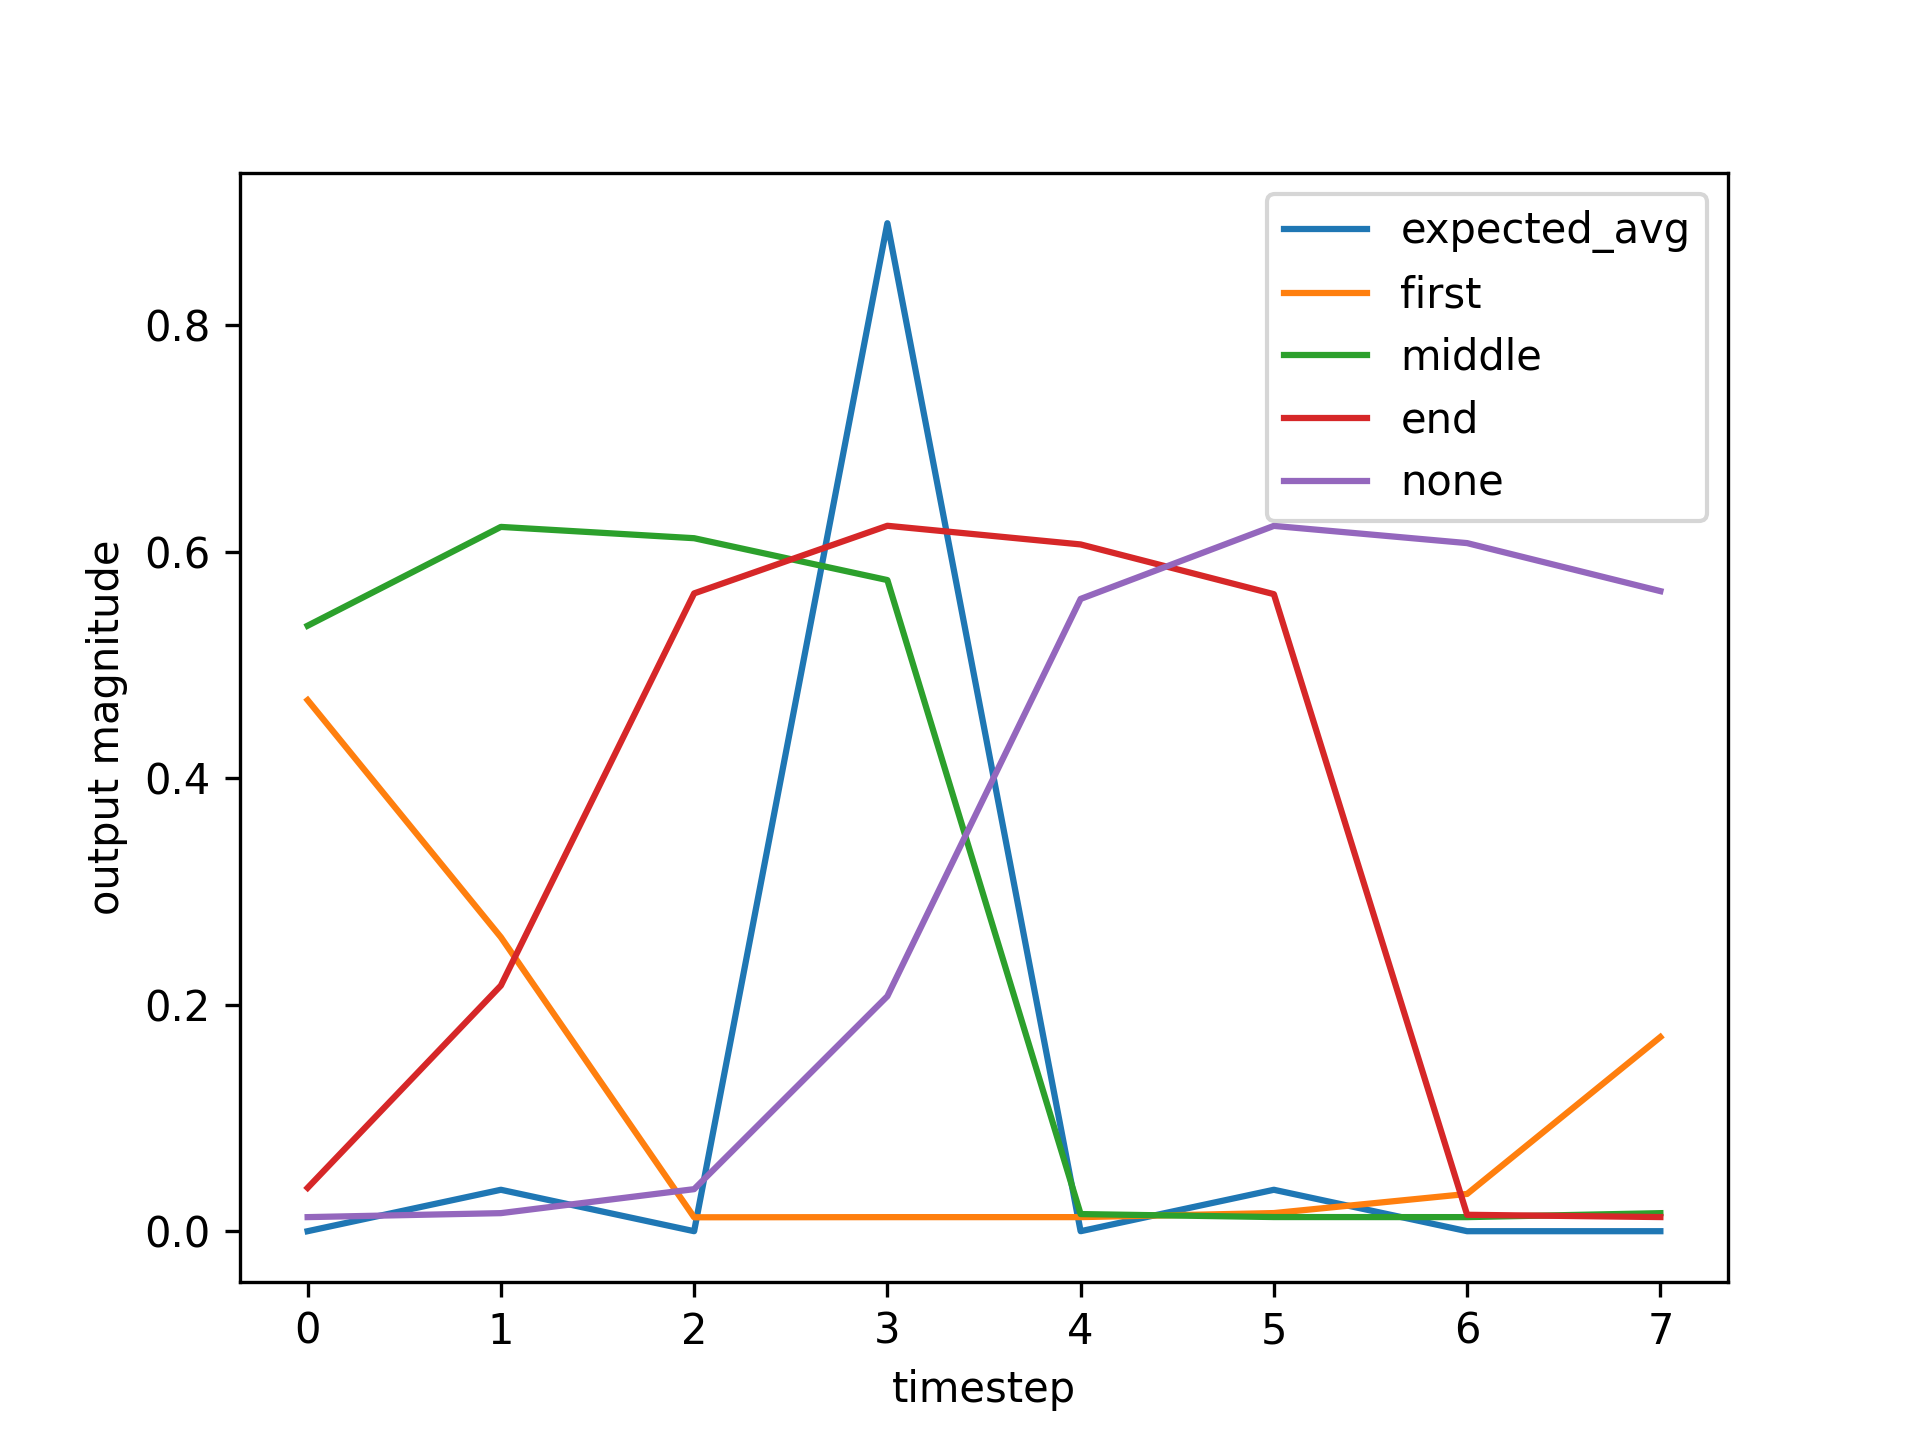 expected_avg
first
middle
end
none
output magnitude
0.8
0.6
0.4
0.2
0.0
0 1 2 3 4 5 6 7
timestep